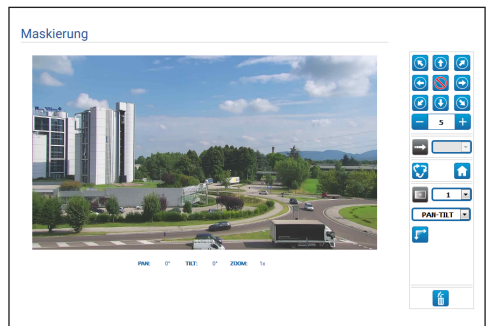 Maskierung
5
1
PAN-TILT
PAN: 0° TILT: 0° ZOOM: 1x